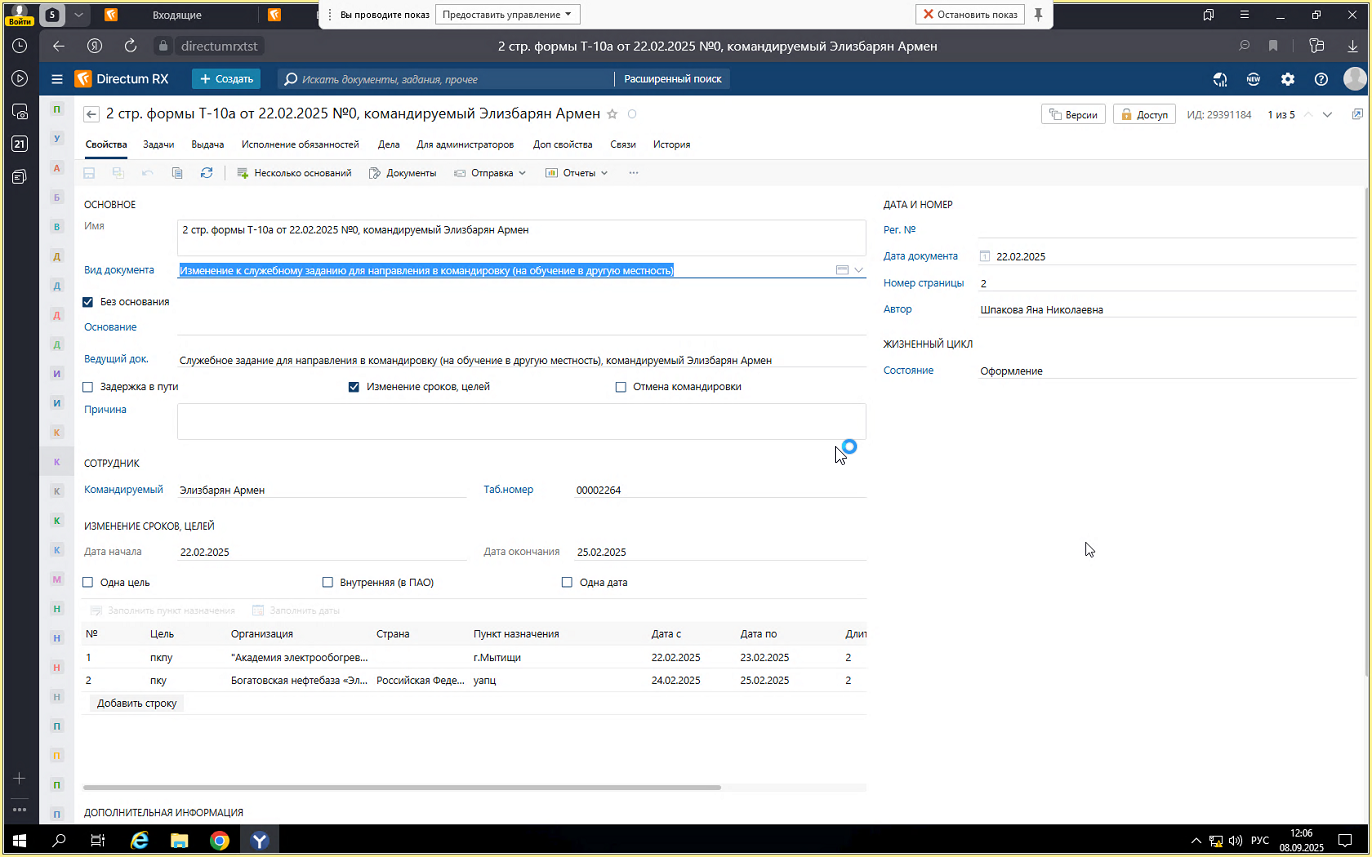 Войти
5
Входящие
Вы проводите показ
Предоставить управление
Остановить показ
directumrxtst
2 стр. формы Т-10а от 22.02.2025 №0, командируемый Элизбарян Армен
21
Directum RX
+ Создать
Искать документы, задания, прочее
Расширенный поиск
NEW
2 стр. формы Т-10а от 22.02.2025 №0, командируемый Элизбарян Армен
Версии
Доступ
ИД: 29391184
1 из 5
Свойства
Задачи
Выдача
Исполнение обязанностей
Дела
Для администраторов
Доп свойства
Связи
История
Несколько оснований
Документы
Отправка
Отчеты
П
У
А
Б
В
Д
Д
Д
Д
И
И
К
К
К
К
К
М
Н
Н
Н
Н
П
П
П
П
ОСНОВНОЕ
Имя
2 стр. формы Т-10а от 22.02.2025 №0, командируемый Элизбарян Армен
Вид документа
Изменение к служебному заданию для направления в командировку (на обучение в другую местность)
Без основания
Основание
Ведущий док.
Служебное задание для направления в командировку (на обучение в другую местность), командируемый Элизбарян Армен
Задержка в пути
Изменение сроков, целей
Отмена командировки
Причина
ДАТА И НОМЕР
Рег. №
Дата документа
22.02.2025
Номер страницы
2
Автор
Шпакова Яна Николаевна
ЖИЗНЕННЫЙ ЦИКЛ
Состояние
Оформление
СОТРУДНИК
Командируемый
Элизбарян Армен
Таб.номер
00002264
ИЗМЕНЕНИЕ СРОКОВ, ЦЕЛЕЙ
Дата начала
22.02.2025
Дата окончания
25.02.2025
Одна цель
Внутренняя (в ПАО)
Одна дата
Заполнить пункт назначения
Заполнить даты
№ Цель Организация Страна Пункт назначения Дата с Дата по Длит
1 пкпу "Академия электрообогрев... г.Мытищи 22.02.2025 23.02.2025 2
2 пку Богатовская нефтебаза «Эл... Российская Феде... уапц 24.02.2025 25.02.2025 2
Добавить строку
ДОПОЛНИТЕЛЬНАЯ ИНФОРМАЦИЯ
РУС
12:06
08.09.2025